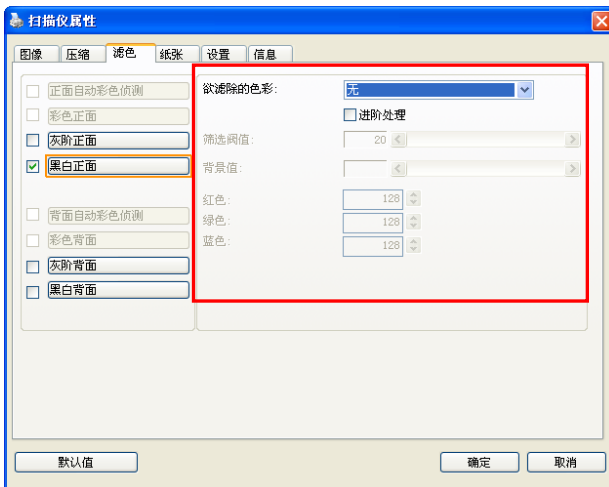 扫描仪属性
图像 压缩 滤色 纸张 设置 信息
正面自动彩色侦测
彩色正面
灰阶正面
黑白正面
背面自动彩色侦测
彩色背面
灰阶背面
黑白背面
欲滤除的色彩: 无
进阶处理
筛选阀值: 20
背景值:
红色: 128
绿色: 128
蓝色: 128
默认值 确定 取消